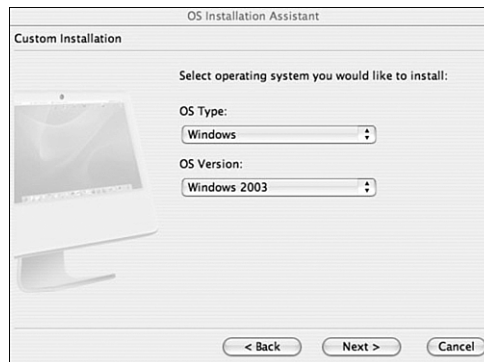 OS Installation Assistant
Custom Installation
Select operating system you would like to install:
OS Type:
Windows
OS Version:
Windows 2003
< Back
Next >
Cancel